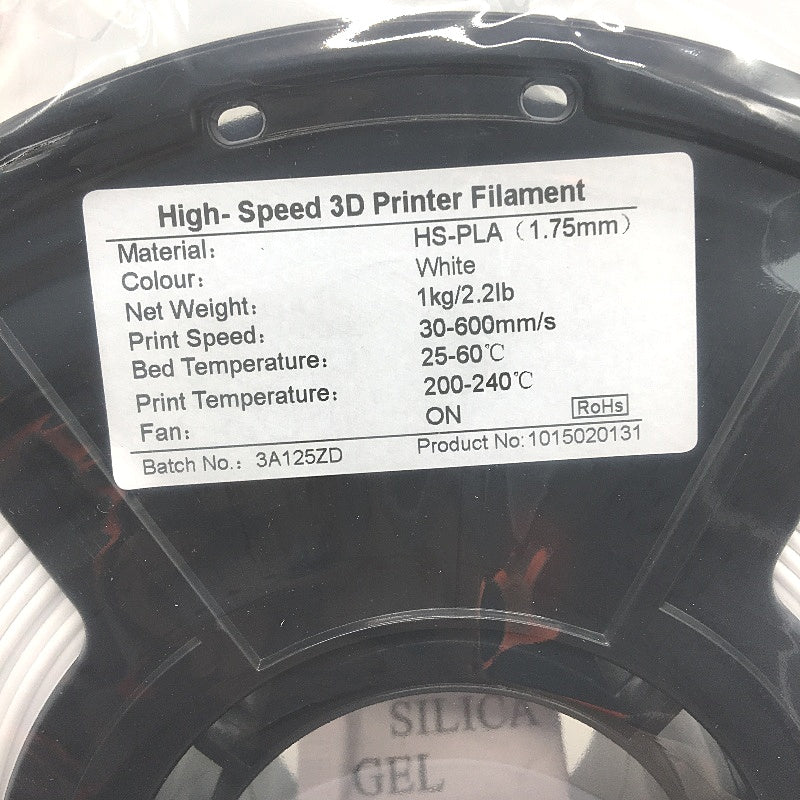 High- Speed 3D Printer Filament
Material: HS-PLA（1.75mm）
Colour: White
Net Weight: 1kg/2.2lb
Print Speed: 30-600mm/s
Bed Temperature: 25-60℃
Print Temperature: 200-240℃
Fan: ON RoHs
Batch No.: 3A125ZD Product No: 1015020131
SILICA
GEL